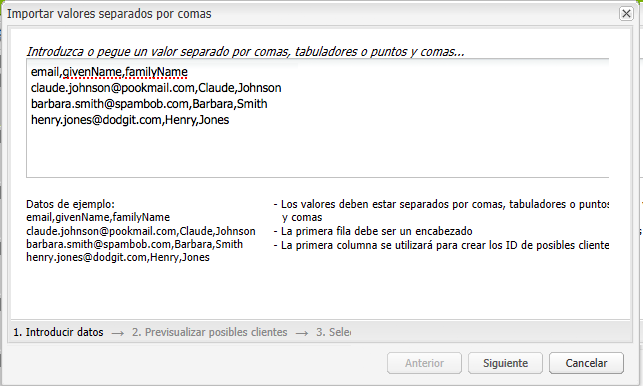 Importar valores separados por comas
Introduzca o pegue un valor separado por comas, tabuladores o puntos y comas...
email,givenName,familyName
claude.johnson@pookmail.com,Claude,Johnson
barbara.smith@spambob.com,Barbara,Smith
henry.jones@dodgit.com,Henry,Jones
Datos de ejemplo:
email,givenName,familyName
claude.johnson@pookmail.com,Claude,Johnson
barbara.smith@spambob.com,Barbara,Smith
henry.jones@dodgit.com,Henry,Jones
- Los valores deben estar separados por comas, tabuladores o puntos
y comas
- La primera fila debe ser un encabezado
- La primera columna se utilizará para crear los ID de posibles cliente
1. Introducir datos → 2. Previsualizar posibles clientes → 3. Sele
Anterior Siguiente Cancelar